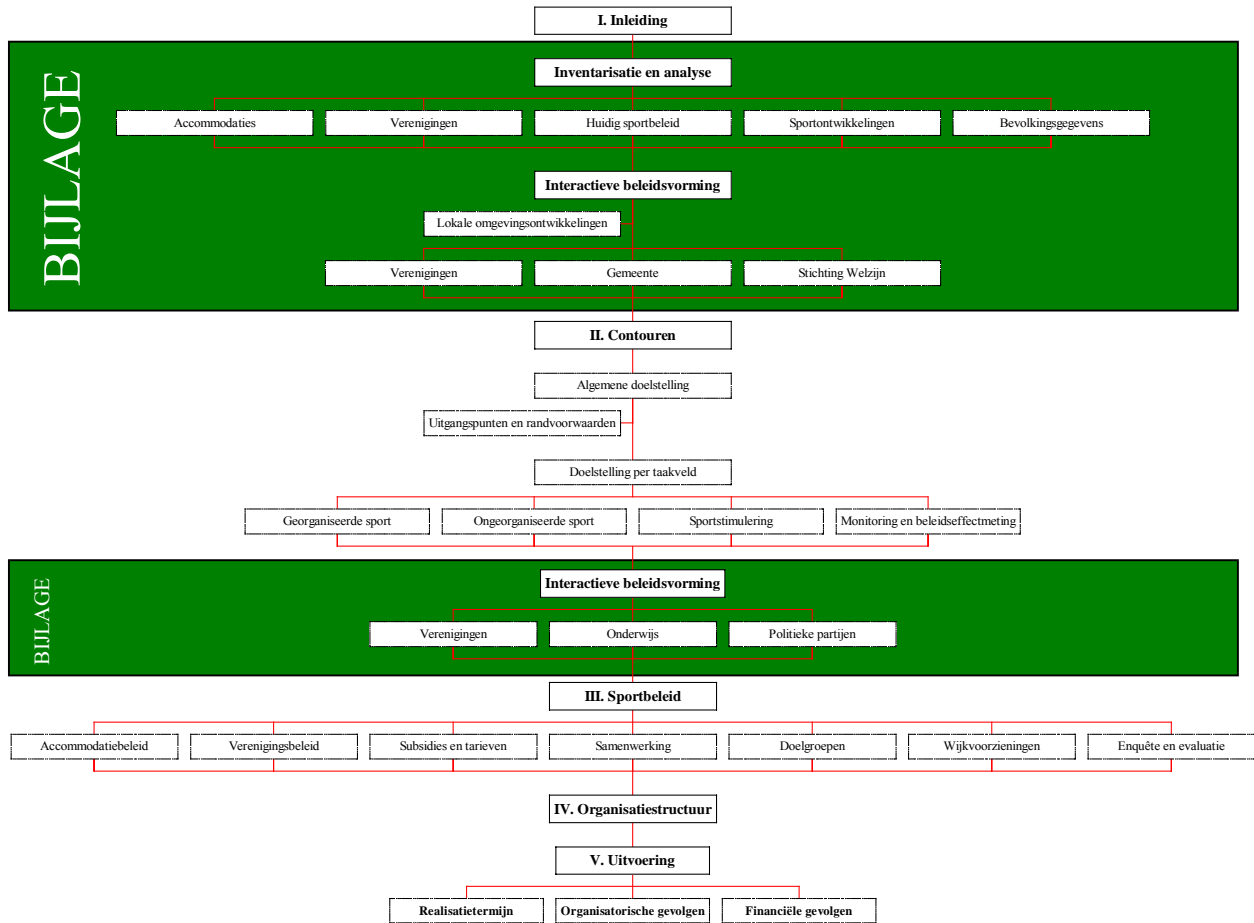 I. Inleiding
BIJLAGE
Inventarisatie en analyse
Accommodaties
Verenigingen
Huidig sportbeleid
Sportontwikkelingen
Bevolkingsgegevens
Interactieve beleidsvorming
Lokale omgevingsontwikkelingen
Verenigingen
Gemeente
Stichting Welzijn
II. Contouren
Algemene doelstelling
Uitgangspunten en randvoorwaarden
Doelstelling per taakveld
Georganiseerde sport
Ongeorganiseerde sport
Sportstimulering
Monitoring en beleidseffectmeting
BIJLAGE
Interactieve beleidsvorming
Verenigingen
Onderwijs
Politieke partijen
III. Sportbeleid
Accommodatiebeleid
Verenigingsbeleid
Subsidies en tarieven
Samenwerking
Doelgroepen
Wijkvoorzieningen
Enquête en evaluatie
IV. Organisatiestructuur
V. Uitvoering
Realisatietermijn
Organisatorische gevolgen
Financiële gevolgen